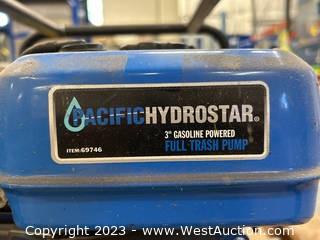 PACIFICHYDROSTAR®
3" GASOLINE POWERED
FULL TRASH PUMP
ITEM 69746
Copyright 2023 - www.WestAuction.com